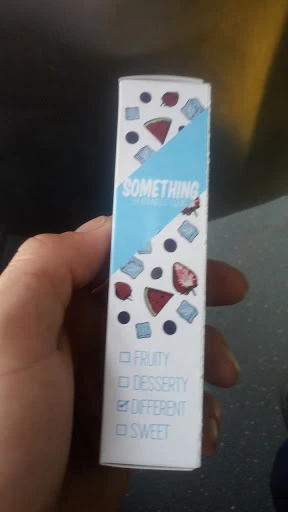 SOMETHING
☐ FRUITY
☐ DESSERTY
☑ DIFFERENT
☐ SWEET